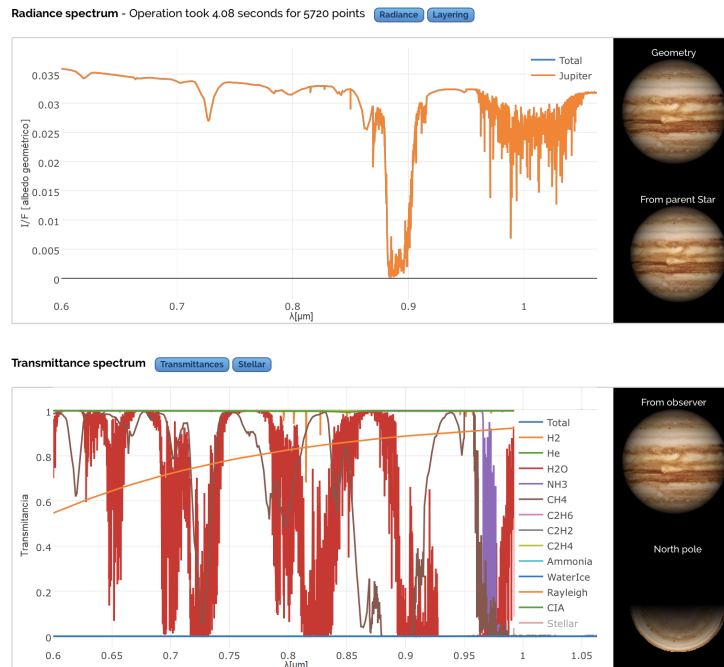 Radiance spectrum - Operation took 4.08 seconds for 5720 points Radiance Layering
Geometry
Total
Jupiter
0.035
0.03
0.025
0.02
0.015
0.01
0.005
0
I/F [albedo geométrico]
0.6 0.7 0.8 0.9 1
λ[µm]
From parent Star
Transmittance spectrum Transmittances Stellar
From observer
1
0.8
0.6
0.4
0.2
0
Transmitancia
Total
H2
He
H2O
NH3
CH4
C2H6
C2H2
C2H4
Ammonia
WaterIce
Rayleigh
CIA
Stellar
0.6 0.65 0.7 0.75 0.8 0.85 0.9 0.95 1 1.05
λ[µm]
North pole